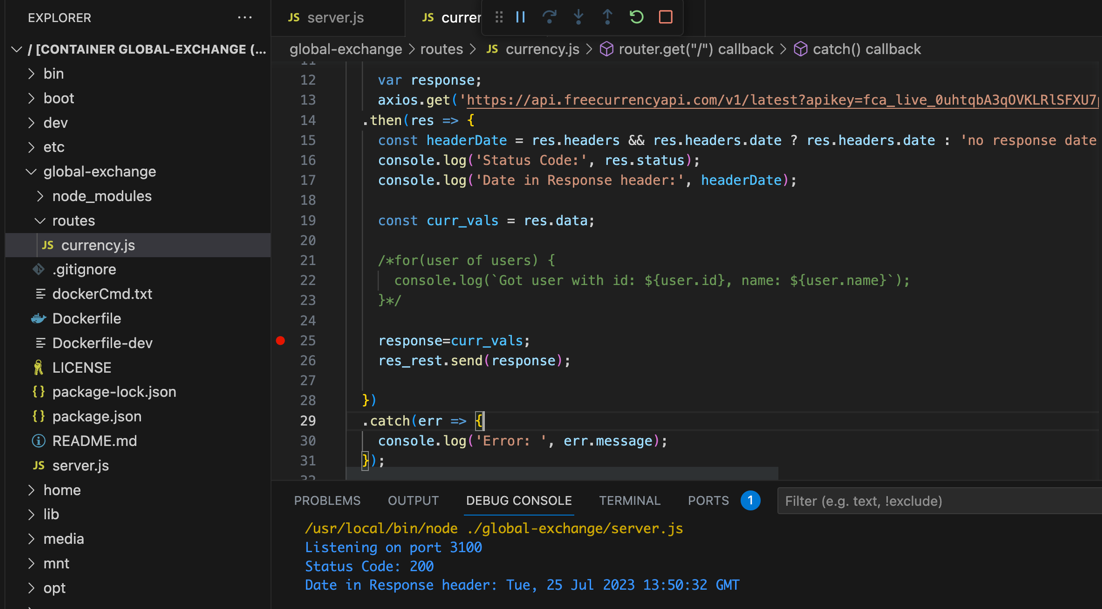 EXPLORER
···
/ [CONTAINER GLOBAL-EXCHANGE (...
bin
boot
dev
etc
global-exchange
node_modules
routes
JS currency.js
.gitignore
dockerCmd.txt
Dockerfile
Dockerfile-dev
LICENSE
{} package-lock.json
{} package.json
README.md
JS server.js
home
lib
media
mnt
opt
JS server.js
JS curren
global-exchange > routes > JS currency.js > router.get("/") callback > catch() callback
11
12 var response;
13 axios.get('https://api.freecurrencyapi.com/v1/latest?apikey=fca_live_0uhtqbA3qOVKLRlSFXU7
14 .then(res => {
15 const headerDate = res.headers && res.headers.date ? res.headers.date : 'no response date
16 console.log('Status Code:', res.status);
17 console.log('Date in Response header:', headerDate);
18
19 const curr_vals = res.data;
20
21 /*for(user of users) {
22 console.log(`Got user with id: ${user.id}, name: ${user.name}`);
23 }*/
24
25 response=curr_vals;
26 res_rest.send(response);
27
28 })
29 .catch(err => {
30 console.log('Error: ', err.message);
31 });
32
PROBLEMS OUTPUT DEBUG CONSOLE TERMINAL PORTS 1 Filter (e.g. text, !exclude)
/usr/local/bin/node ./global-exchange/server.js
Listening on port 3100
Status Code: 200
Date in Response header: Tue, 25 Jul 2023 13:50:32 GMT